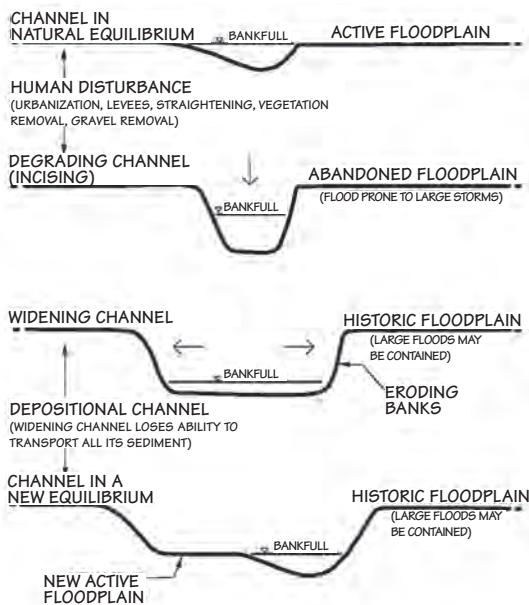 CHANNEL IN
NATURAL EQUILIBRIUM
BANKFULL
ACTIVE FLOODPLAIN
HUMAN DISTURBANCE
(URBANIZATION, LEVEES, STRAIGHTENING, VEGETATION
REMOVAL, GRAVEL REMOVAL)
DEGRADING CHANNEL
(INCISING)
ABANDONED FLOODPLAIN
(FLOOD PRONE TO LARGE STORMS)
BANKFULL
WIDENING CHANNEL
HISTORIC FLOODPLAIN
(LARGE FLOODS MAY
BE CONTAINED)
BANKFULL
ERODING
BANKS
DEPOSITIONAL CHANNEL
(WIDENING CHANNEL LOSES ABILITY TO
TRANSPORT ALL ITS SEDIMENT)
CHANNEL IN A
NEW EQUILIBRIUM
HISTORIC FLOODPLAIN
(LARGE FLOODS MAY
BE CONTAINED)
BANKFULL
NEW ACTIVE
FLOODPLAIN